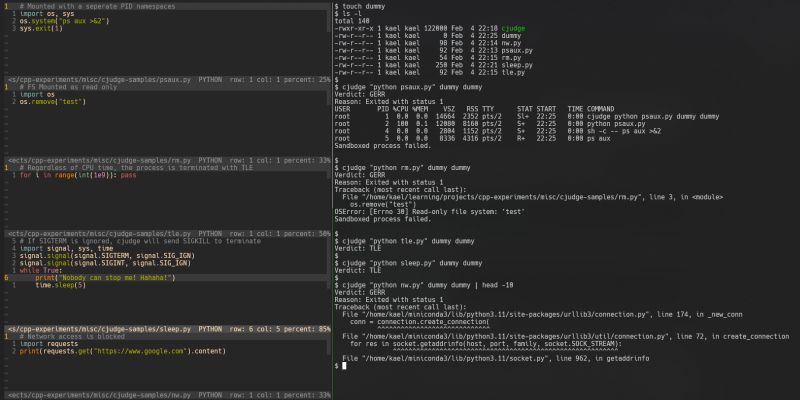 1 # Mounted with a seperate PID namespaces
1 import os, sys
2 os.system("ps aux >&2")
3 sys.exit(1)
<s/cpp-experiments/misc/cjudge-samples/psaux.py PYTHON row: 1 col: 1 percent: 25%
1 # FS Mounted as read only
1 import os
2 os.remove("test")
<ects/cpp-experiments/misc/cjudge-samples/rm.py PYTHON row: 1 col: 1 percent: 33%
1 # Regardless of CPU time, the process is terminated with TLE
1 for i in range(int(1e9)): pass
<cts/cpp-experiments/misc/cjudge-samples/tle.py PYTHON row: 1 col: 1 percent: 50%
5 # If SIGTERM is ignored, cjudge will send SIGKILL to terminate
4 import signal, sys, time
3 signal.signal(signal.SIGTERM, signal.SIG_IGN)
2 signal.signal(signal.SIGINT, signal.SIG_IGN)
1 while True:
6 print("Nobody can stop me! Hahaha!")
1 time.sleep(5)
<s/cpp-experiments/misc/cjudge-samples/sleep.py PYTHON row: 6 col: 5 percent: 85%
1 # Network access is blocked
1 import requests
2 print(requests.get("https://www.google.com").content)
<ects/cpp-experiments/misc/cjudge-samples/nw.py PYTHON row: 1 col: 1 percent: 33%
$ touch dummy
$ ls -l
total 140
-rwxr-xr-x 1 kael kael 122000 Feb 4 22:18 cjudge
-rw-r--r-- 1 kael kael 0 Feb 4 22:25 dummy
-rw-r--r-- 1 kael kael 98 Feb 4 22:14 nw.py
-rw-r--r-- 1 kael kael 92 Feb 4 22:13 psaux.py
-rw-r--r-- 1 kael kael 54 Feb 4 22:15 rm.py
-rw-r--r-- 1 kael kael 250 Feb 4 22:21 sleep.py
-rw-r--r-- 1 kael kael 92 Feb 4 22:15 tle.py
$
$ cjudge "python psaux.py" dummy dummy
Verdict: GERR
Reason: Exited with status 1
USER PID %CPU %MEM VSZ RSS TTY STAT START TIME COMMAND
1 0.0 0.0 14664 2352 pts/2 Sl+ 22:25 0:00 cjudge python psaux.py dummy dummy
2 100 0.1 12080 8160 pts/2 S+ 22:25 0:00 python psaux.py
4 0.0 0.0 2804 1152 pts/2 S+ 22:25 0:00 sh -c -- ps aux >&2
5 0.0 0.0 8336 4316 pts/2 R+ 22:25 0:00 ps aux
Sandboxed process failed.
$
$ cjudge "python rm.py" dummy dummy
Verdict: GERR
Reason: Exited with status 1
Traceback (most recent call last):
File "/home/kael/learning/projects/cpp-experiments/misc/cjudge-samples/rm.py", line 3, in <module>
os.remove("test")
OSError: [Errno 30] Read-only file system: 'test'
Sandboxed process failed.
$
$ cjudge "python tle.py" dummy dummy
Verdict: TLE
$
$ cjudge "python sleep.py" dummy dummy
Verdict: TLE
$
$ cjudge "python nw.py" dummy dummy | head -10
Verdict: GERR
Reason: Exited with status 1
Traceback (most recent call last):
File "/home/kael/miniconda3/lib/python3.11/site-packages/urllib3/connection.py", line 174, in _new_conn
conn = connection.create_connection(
^^^^^^^^^^^^^^^^^^^^^^^^^^^^^
File "/home/kael/miniconda3/lib/python3.11/site-packages/urllib3/util/connection.py", line 72, in create_connection
for res in socket.getaddrinfo(host, port, family, socket.SOCK_STREAM):
^^^^^^^^^^^^^^^^^^^^^^^^^^^^^^^^^^^^^^^^^^^^^^^^^^^^^^^^^^
File "/home/kael/miniconda3/lib/python3.11/socket.py", line 962, in getaddrinfo
$